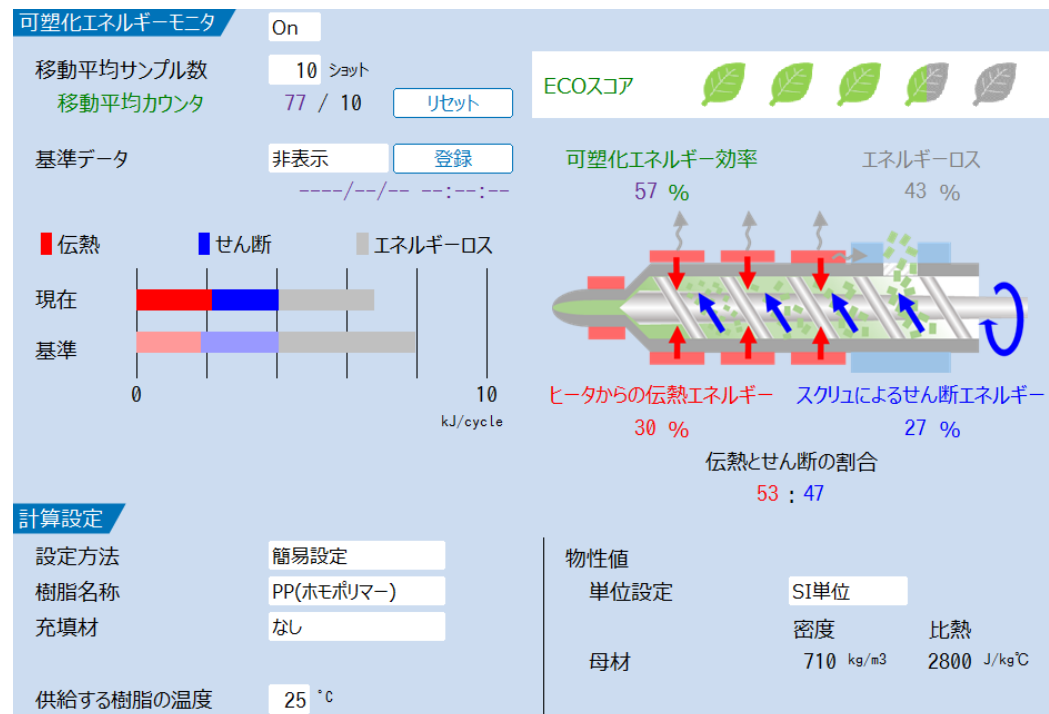 可塑化エネルギーモニタ On
移動平均サンプル数 10 ショット
移動平均カウンタ 77 / 10 リセット
ECOスコア
基準データ 非表示 登録
----/--/-- --:--:--
可塑化エネルギー効率 エネルギーロス
57 % 43 %
伝熱 せん断 エネルギーロス
現在
基準
0 10
kJ/cycle
ヒータからの伝熱エネルギー スクリュによるせん断エネルギー
30 % 27 %
伝熱とせん断の割合
53 : 47
計算設定
設定方法 簡易設定
樹脂名称 PP(ホモポリマー)
充填材 なし
供給する樹脂の温度 25 °C
物性値
単位設定 SI単位
密度 比熱
母材 710 kg/m3 2800 J/kg℃